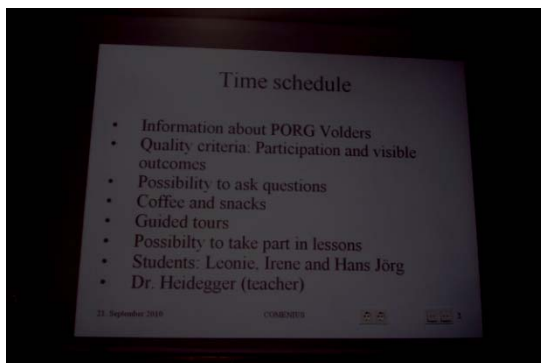 Time schedule
• Information about PORG Volders
• Quality criteria: Participation and visible
outcomes
• Possibility to ask questions
• Coffee and snacks
• Guided tours
• Possibilty to take part in lessons
• Students: Leonie, Irene and Hans Jörg
• Dr. Heidegger (teacher)
21. September 2010 COMENIUS 2